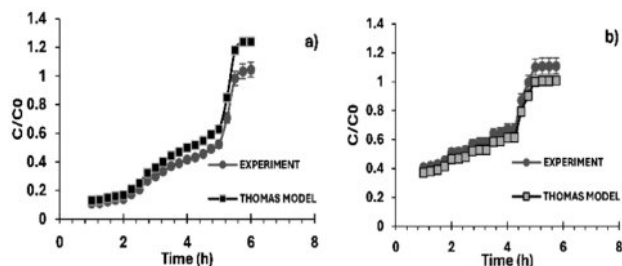 a)
C/C0
1.4
1.2
1
0.8
0.6
0.4
0.2
0
0 2 4 6 8
Time (h)
EXPERIMENT
THOMAS MODEL
b)
C/C0
1.4
1.2
1
0.8
0.6
0.4
0.2
0
0 2 4 6 8
Time (h)
EXPERIMENT
THOMAS MODEL